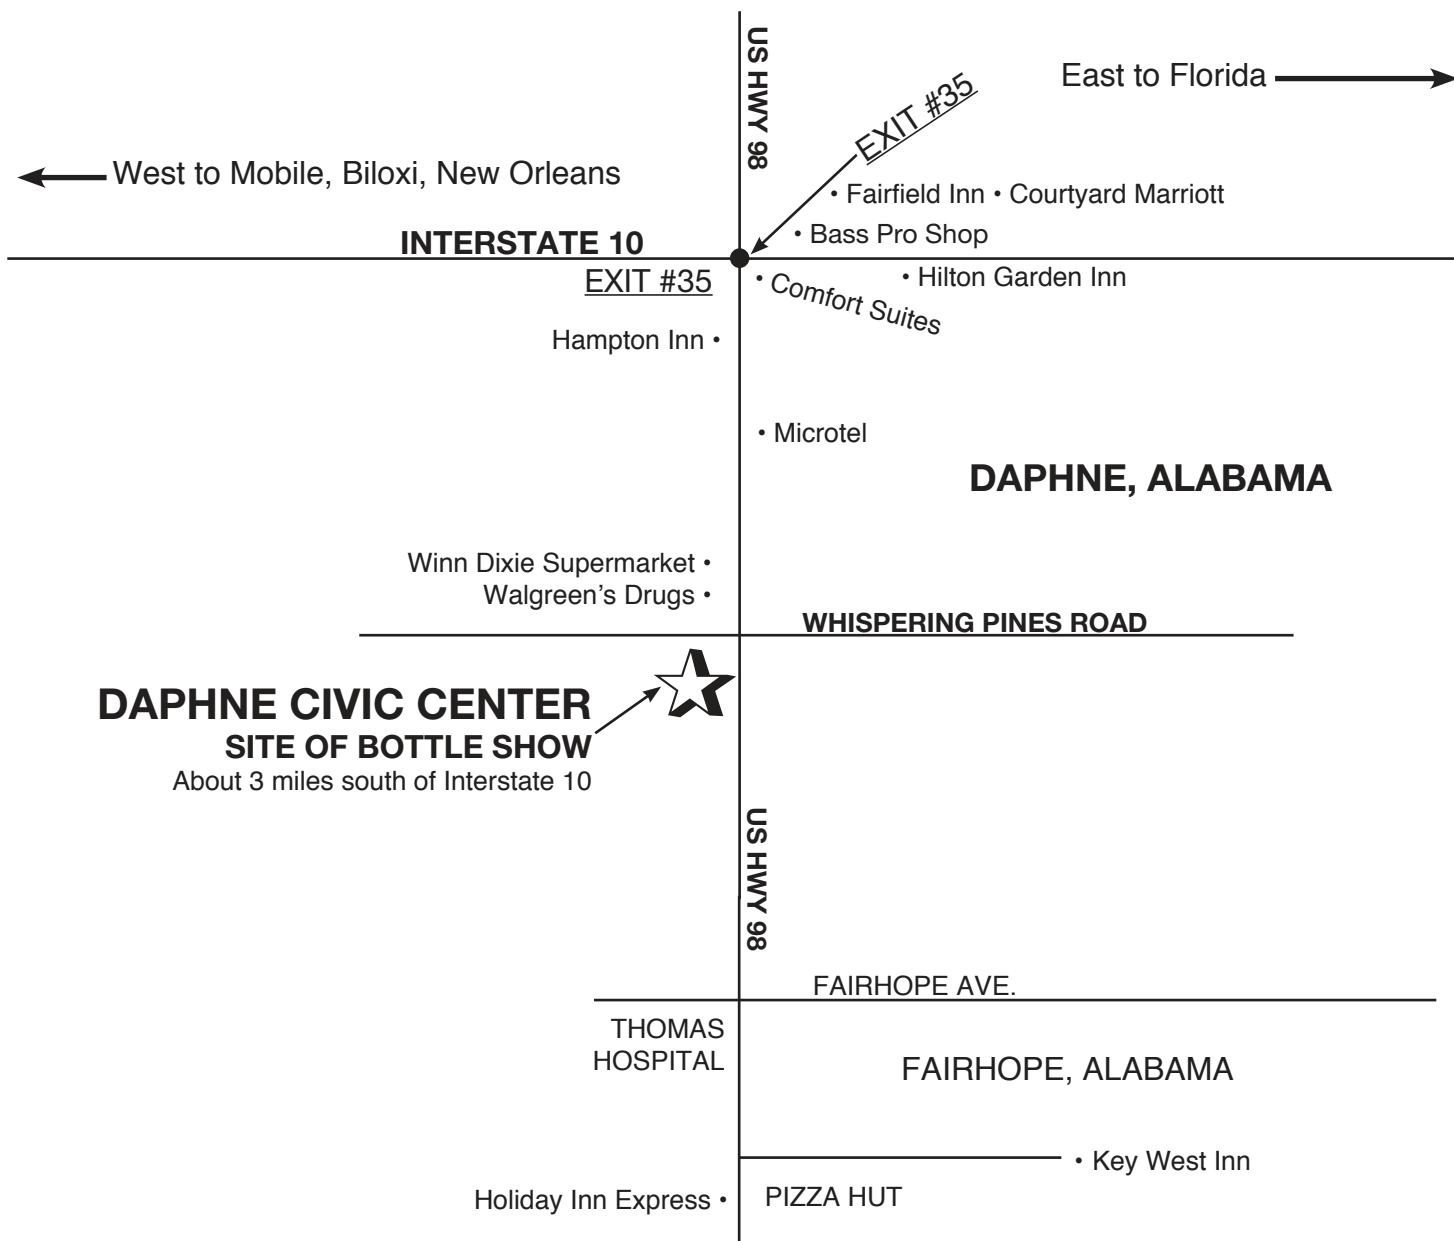 US HWY 98
East to Florida
EXIT #35
West to Mobile, Biloxi, New Orleans
• Fairfield Inn • Courtyard Marriott
• Bass Pro Shop
INTERSTATE 10
EXIT #35
• Comfort Suites
• Hilton Garden Inn
Hampton Inn •
• Microtel
DAPHNE, ALABAMA
Winn Dixie Supermarket •
Walgreen’s Drugs •
WHISPERING PINES ROAD
DAPHNE CIVIC CENTER
SITE OF BOTTLE SHOW
About 3 miles south of Interstate 10
US HWY 98
FAIRHOPE AVE.
THOMAS
HOSPITAL
FAIRHOPE, ALABAMA
• Key West Inn
Holiday Inn Express •
PIZZA HUT